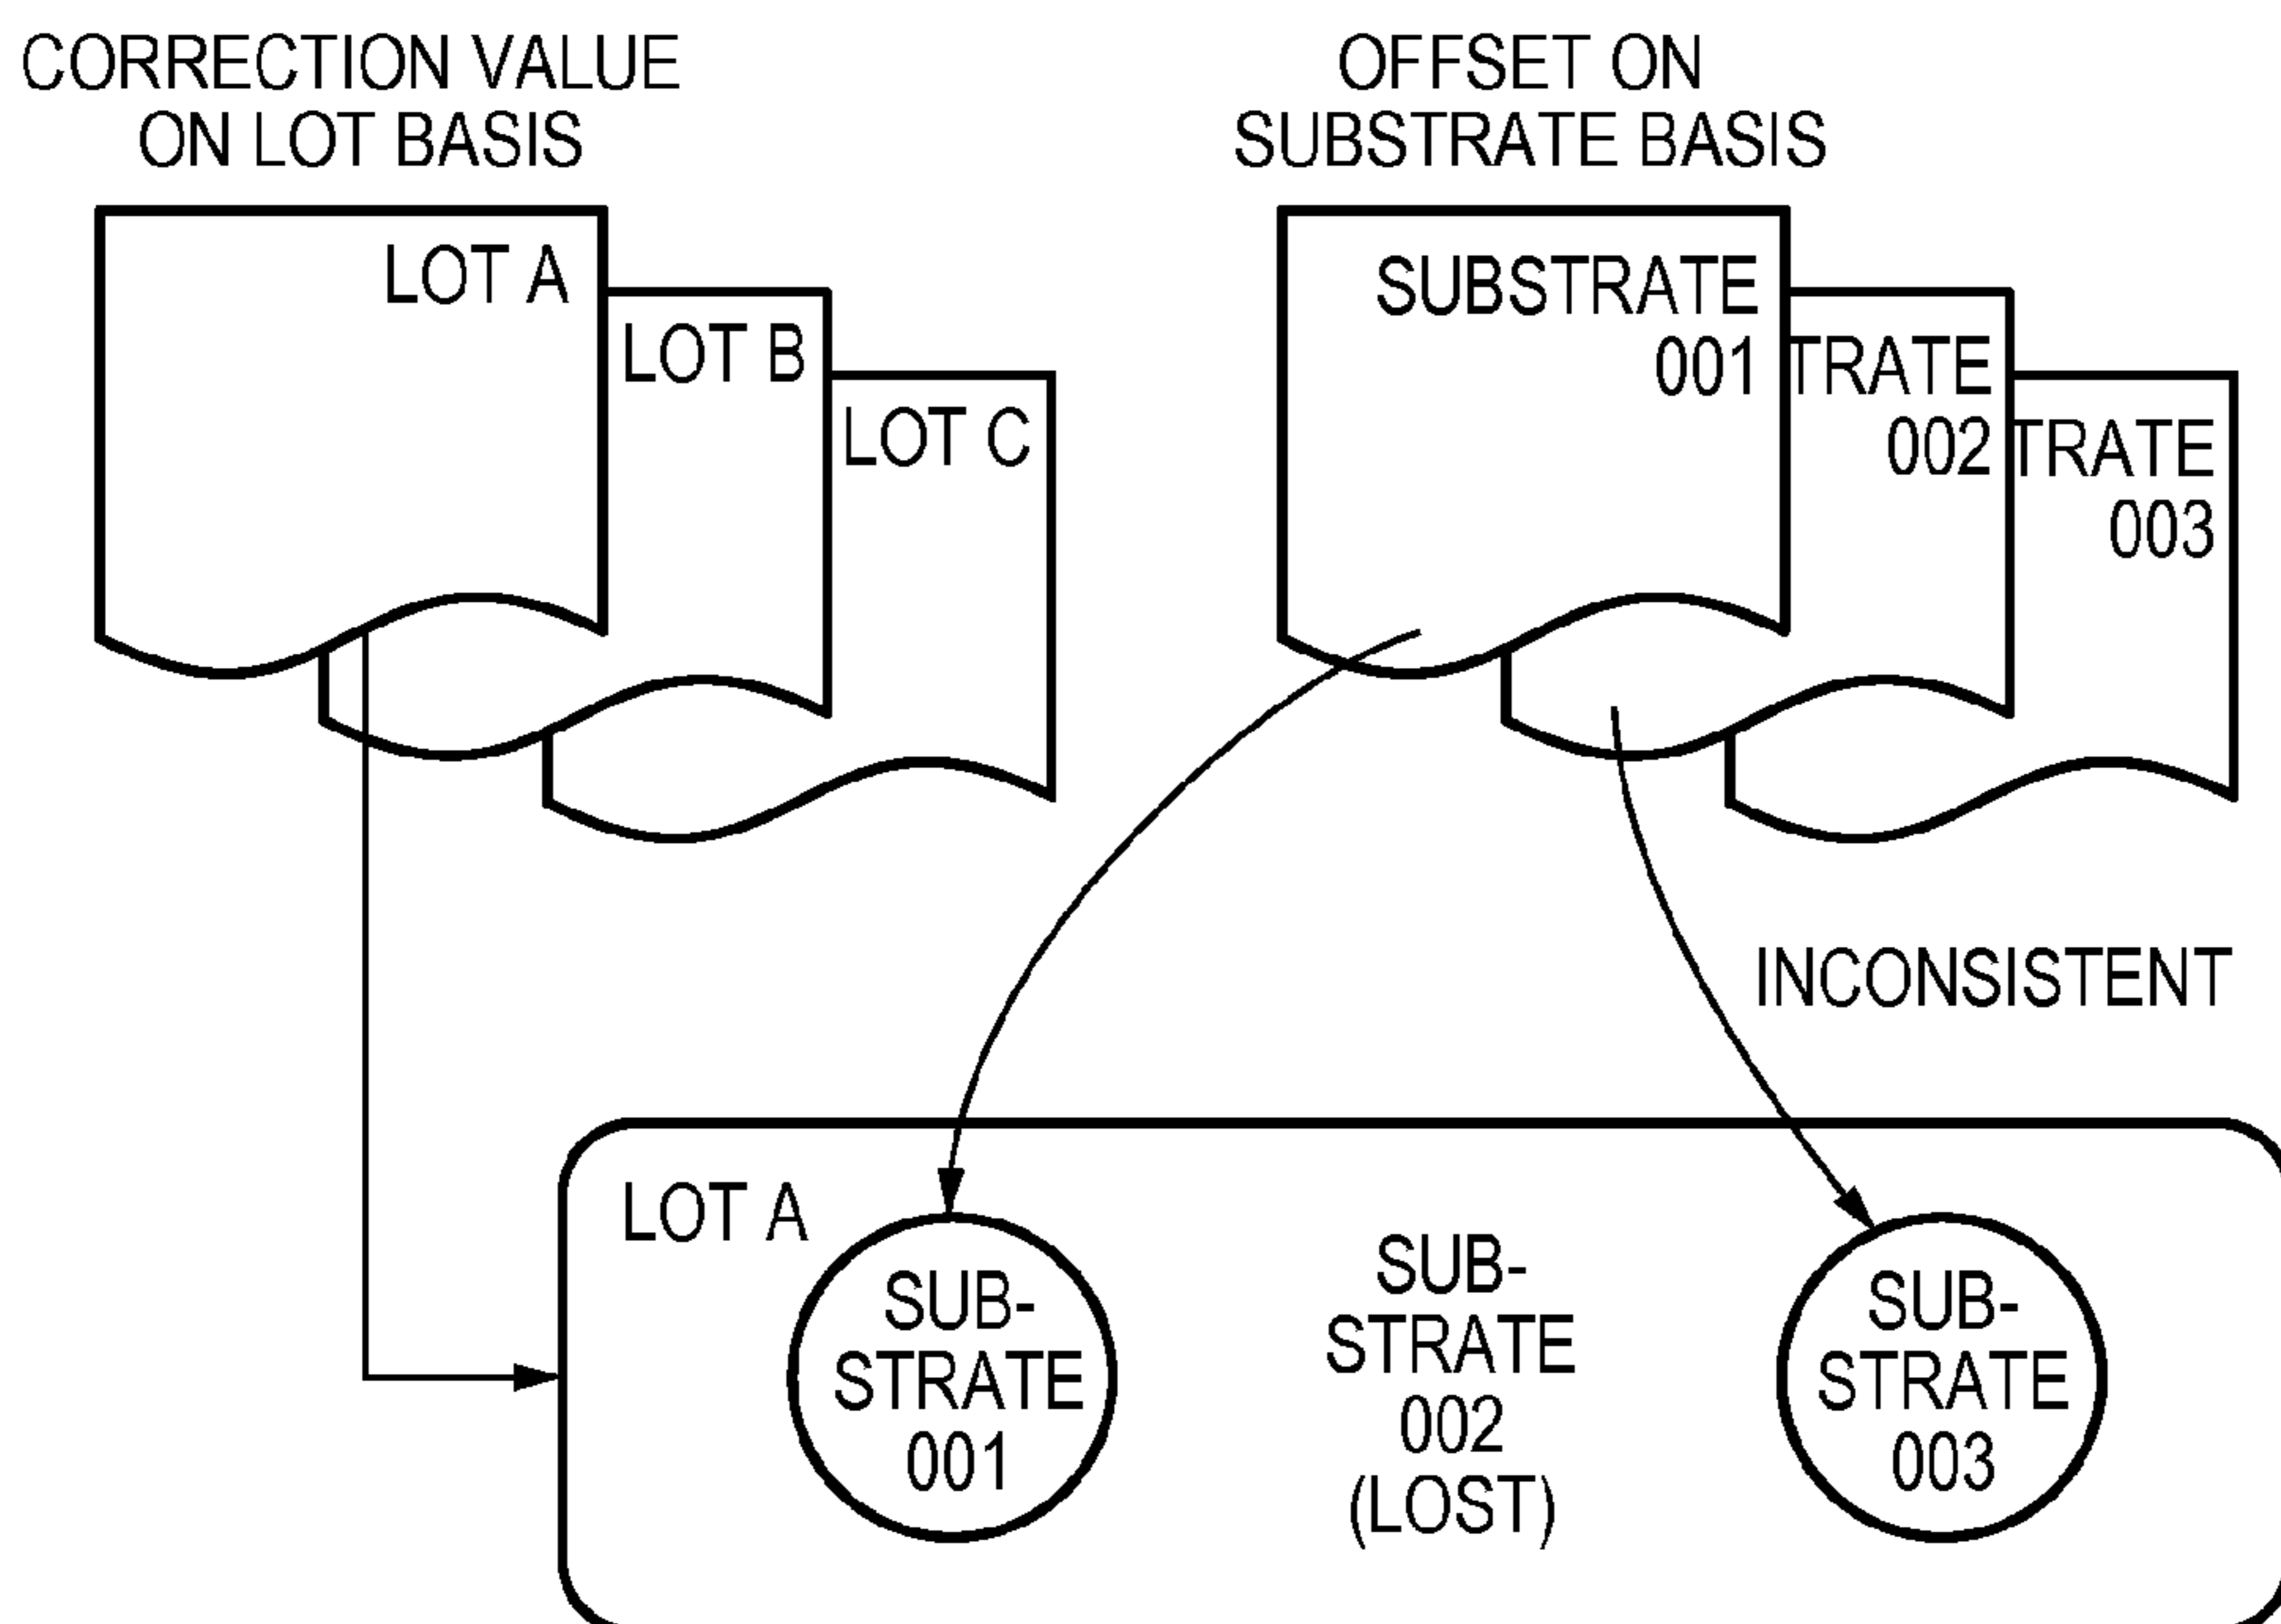 CORRECTION VALUE
ON LOT BASIS
LOT A
LOT B
LOT C
OFFSET ON
SUBSTRATE BASIS
SUBSTRATE
001
TRATE
002
TRATE
003
INCONSISTENT
LOT A
SUB-
STRATE
001
SUB-
STRATE
002
(LOST)
SUB-
STRATE
003